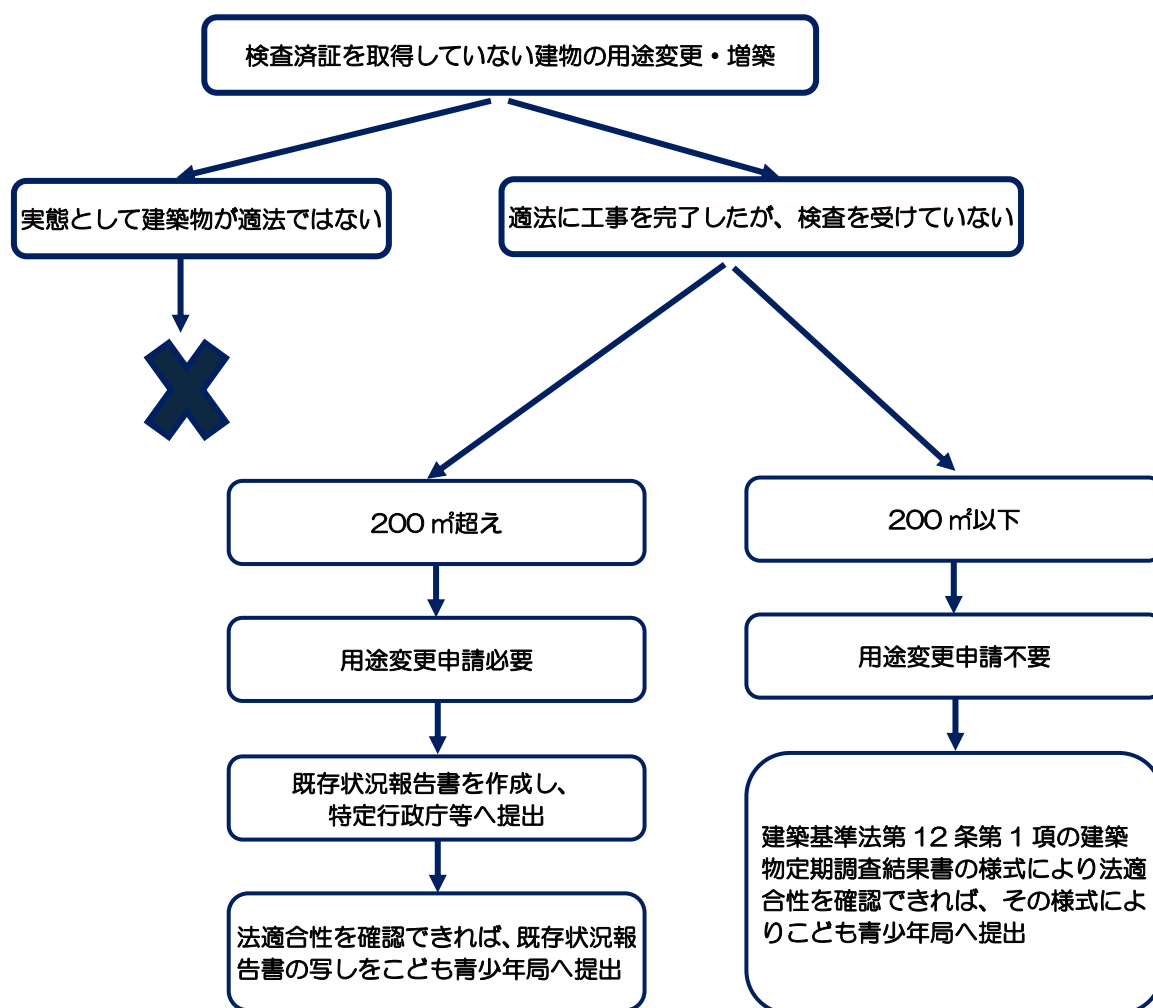 検査済証を取得していない建物の用途変更・増築
実態として建築物が適法ではない
適法に工事を完了したが、検査を受けていない
200㎡超え
200㎡以下
用途変更申請必要
用途変更申請不要
既存状況報告書を作成し、
特定行政庁等へ提出
建築基準法第12条第1項の建築
物定期調査結果書の様式により法適
合性を確認できれば、その様式によ
りこども青少年局へ提出
法適合性を確認できれば、既存状況報
告書の写しをこども青少年局へ提出